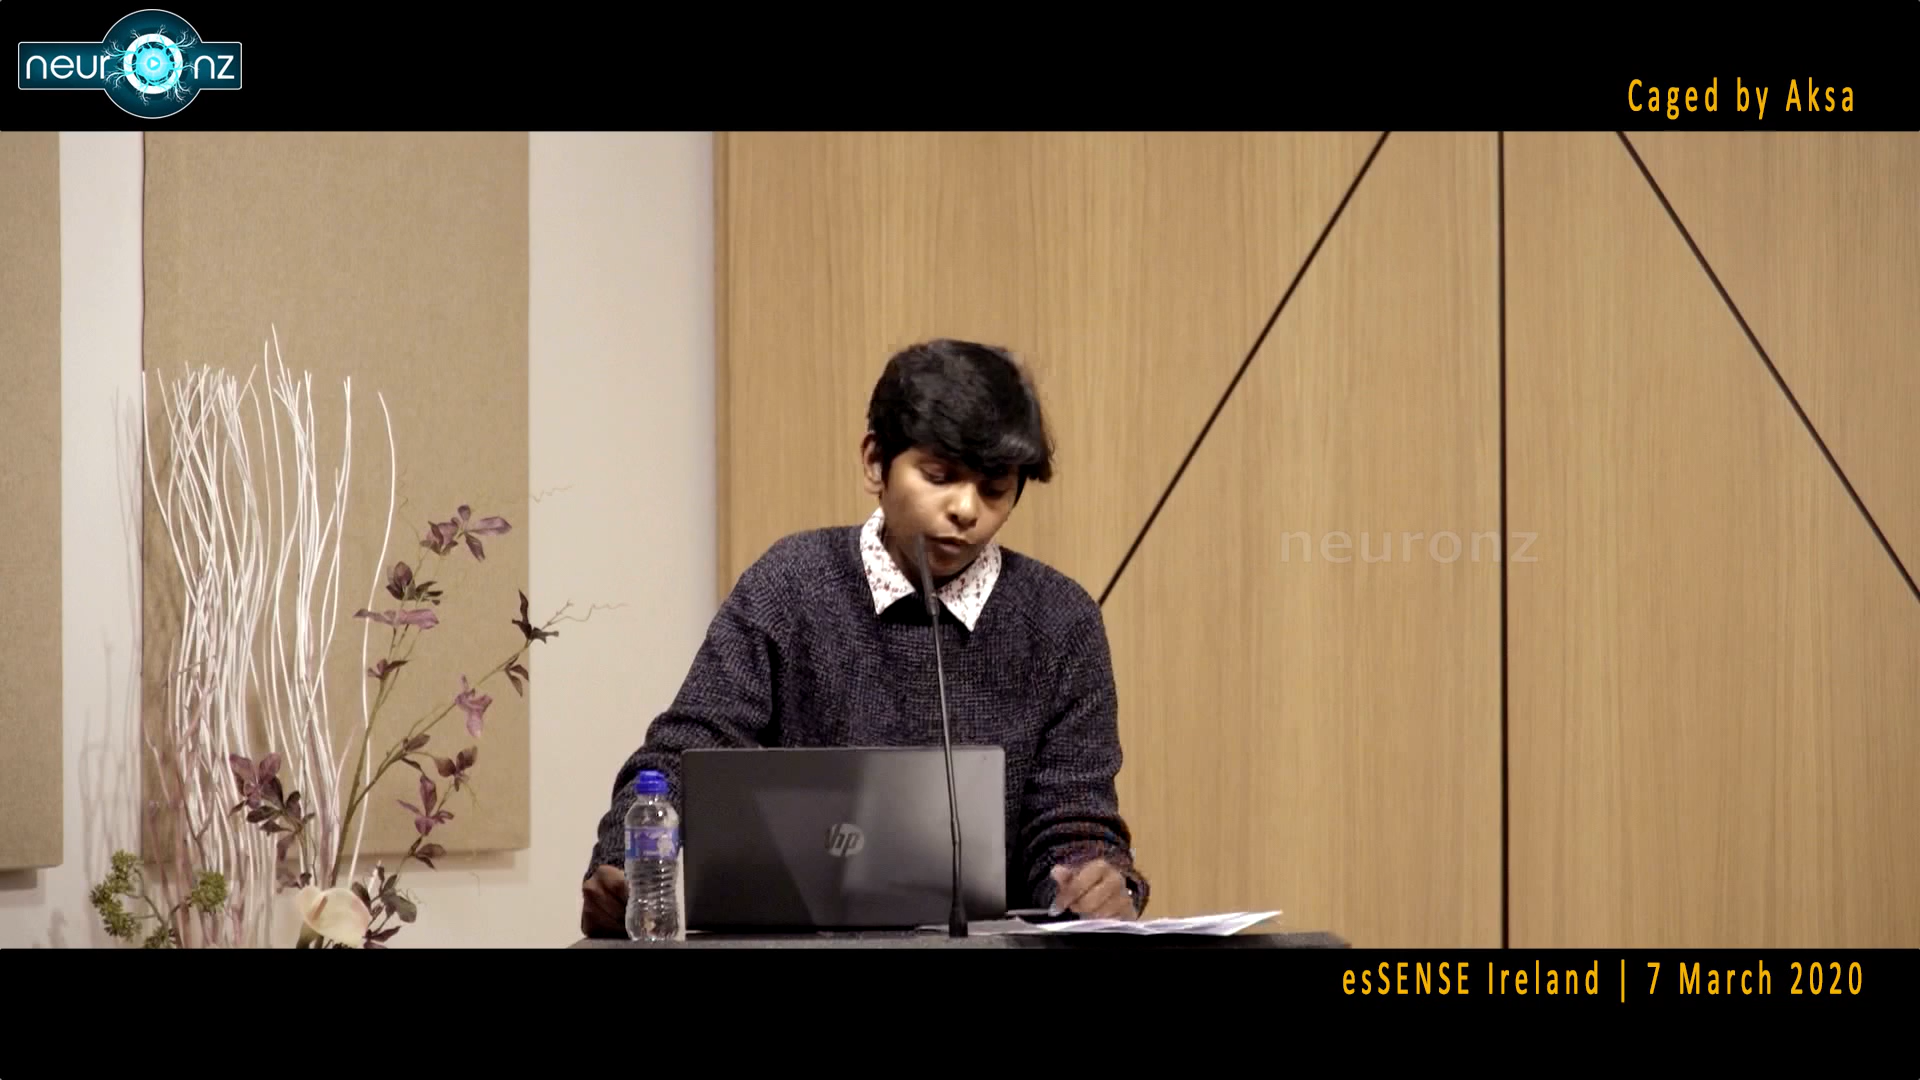 neuronz
Caged by Aksa
neuronz
hp
esSENSE Ireland | 7 March 2020